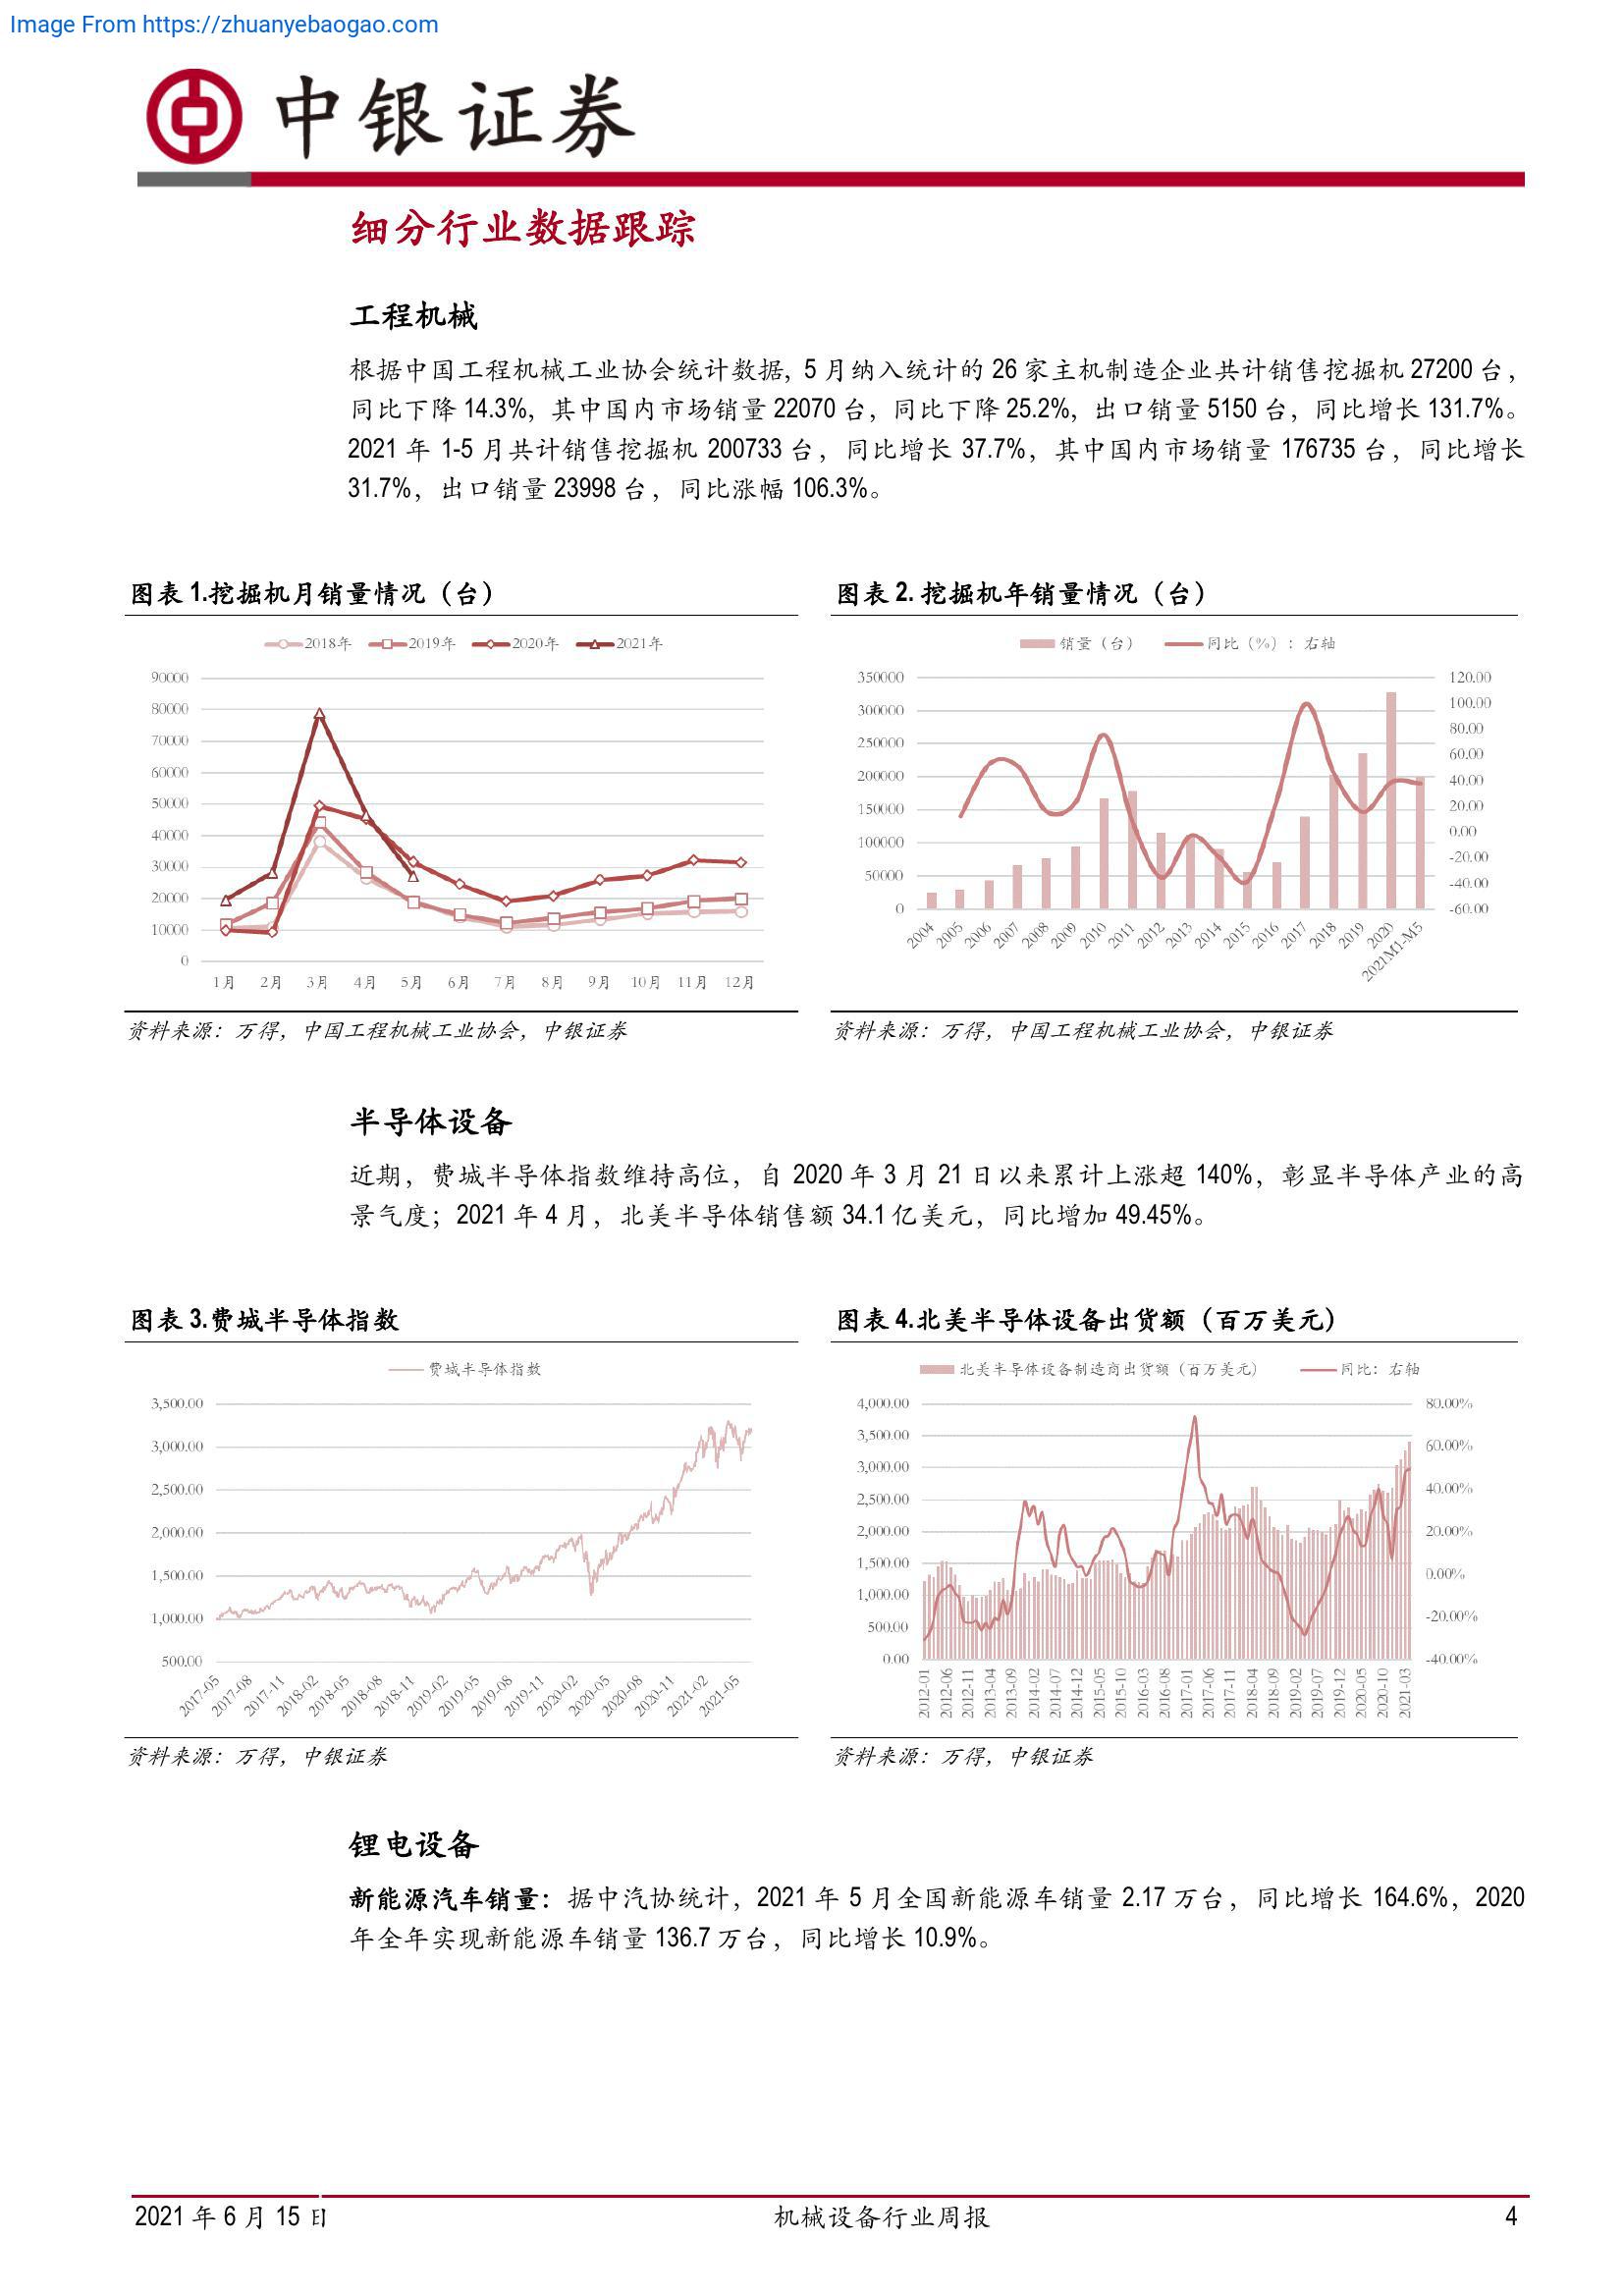 Image From https://zhuanyebaogao.com
中银证券
细分行业数据跟踪
工程机械
根据中国工程机械工业协会统计数据, 5 月纳入统计的 26 家主机制造企业共计销售挖掘机 27200 台，
同比下降 14.3%, 其中国内市场销量 22070 台，同比下降 25.2%, 出口销量 5150 台，同比增长 131.7%。
2021 年 1-5 月共计销售挖掘机 200733 台，同比增长 37.7%，其中国内市场销量 176735 台，同比增长
31.7%，出口销量 23998 台，同比涨幅 106.3%。
图表 1.挖掘机月销量情况（台）
2018年 2019年 2020年 2021年
90000
80000
70000
60000
50000
40000
30000
20000
10000
0
1月 2月 3月 4月 5月 6月 7月 8月 9月 10月 11月 12月
资料来源：万得，中国工程机械工业协会，中银证券
图表 2. 挖掘机年销量情况（台）
销量（台） 同比（%）：右轴
350000
300000
250000
200000
150000
100000
50000
0
120.00
100.00
80.00
60.00
40.00
20.00
0.00
-20.00
-40.00
-60.00
2004 2005 2006 2007 2008 2009 2010 2011 2012 2013 2014 2015 2016 2017 2018 2019 2020 2021M1-M5
资料来源：万得，中国工程机械工业协会，中银证券
半导体设备
近期，费城半导体指数维持高位，自 2020 年 3 月 21 日以来累计上涨超 140%，彰显半导体产业的高
景气度；2021 年 4 月，北美半导体销售额 34.1 亿美元，同比增加 49.45%。
图表 3.费城半导体指数
费城半导体指数
3,500.00
3,000.00
2,500.00
2,000.00
1,500.00
1,000.00
500.00
2017-05 2017-08 2017-11 2018-02 2018-05 2018-08 2018-11 2019-02 2019-05 2019-08 2019-11 2020-02 2020-05 2020-08 2020-11 2021-02 2021-05
资料来源：万得，中银证券
图表 4.北美半导体设备出货额（百万美元）
北美半导体设备制造商出货额（百万美元） 同比：右轴
4,000.00
3,500.00
3,000.00
2,500.00
2,000.00
1,500.00
1,000.00
500.00
0.00
80.00%
60.00%
40.00%
20.00%
0.00%
-20.00%
-40.00%
2012-01 2012-06 2012-11 2013-04 2013-09 2014-02 2014-07 2014-12 2015-05 2015-10 2016-03 2016-08 2017-01 2017-06 2017-11 2018-04 2018-09 2019-02 2019-07 2019-12 2020-05 2020-10 2021-03
资料来源：万得，中银证券
锂电设备
新能源汽车销量：据中汽协统计，2021 年 5 月全国新能源车销量 2.17 万台，同比增长 164.6%，2020
年全年实现新能源车销量 136.7 万台，同比增长 10.9%。
2021 年 6 月 15 日 机械设备行业周报 4